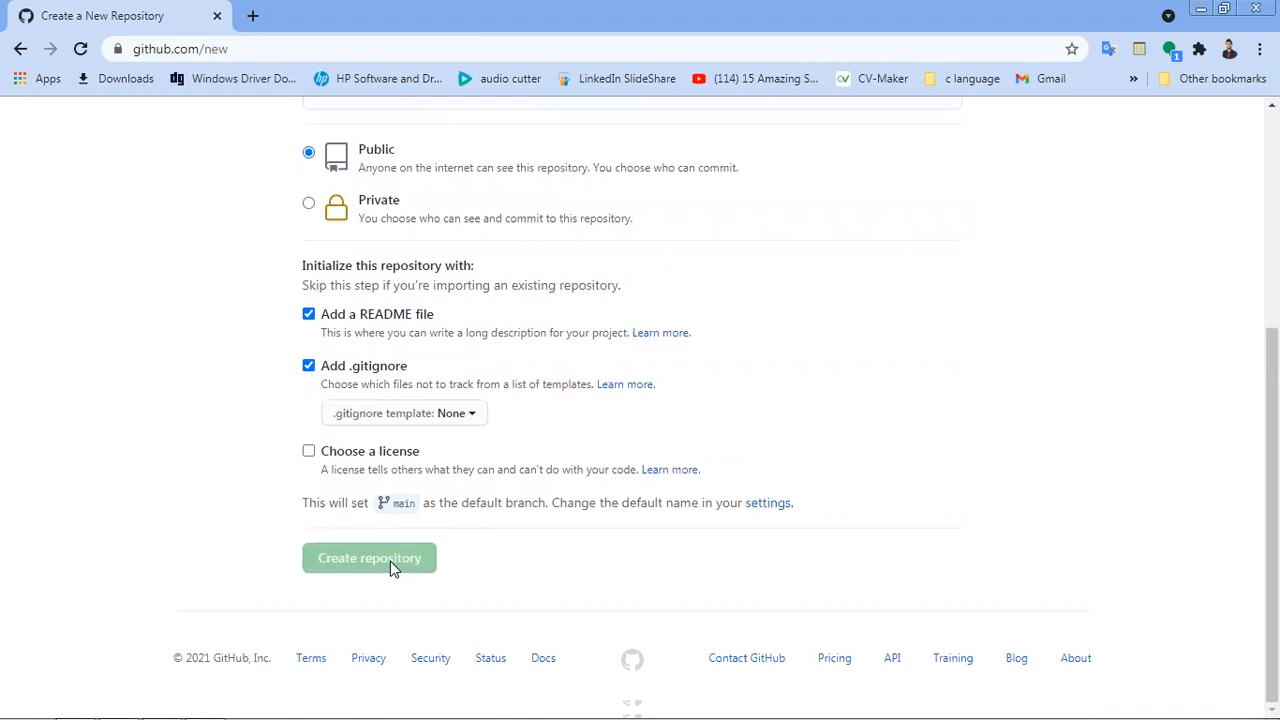 Create a New Repository
github.com/new
Apps
Downloads
Windows Driver Do...
HP Software and Dr...
audio cutter
LinkedIn SlideShare
(114) 15 Amazing S...
CV-Maker
c language
Gmail
»
Other bookmarks
1
Public
Anyone on the internet can see this repository. You choose who can commit.
Private
You choose who can see and commit to this repository.
Initialize this repository with:
Skip this step if you're importing an existing repository.
Add a README file
This is where you can write a long description for your project. Learn more.
Add .gitignore
Choose which files not to track from a list of templates. Learn more.
.gitignore template: None
Choose a license
A license tells others what they can and can't do with your code. Learn more.
This will set main as the default branch. Change the default name in your settings.
Create repository
© 2021 GitHub, Inc.
Terms
Privacy
Security
Status
Docs
Contact GitHub
Pricing
API
Training
Blog
About